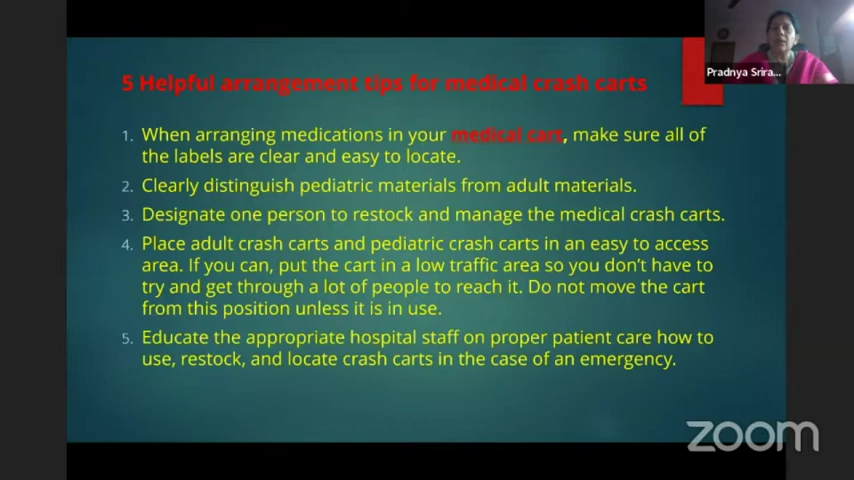 Pradnya Srira...
5 Helpful arrangement tips for medical crash carts
1. When arranging medications in your medical cart, make sure all of
the labels are clear and easy to locate.
2. Clearly distinguish pediatric materials from adult materials.
3. Designate one person to restock and manage the medical crash carts.
4. Place adult crash carts and pediatric crash carts in an easy to access
area. If you can, put the cart in a low traffic area so you don't have to
try and get through a lot of people to reach it. Do not move the cart
from this position unless it is in use.
5. Educate the appropriate hospital staff on proper patient care how to
use, restock, and locate crash carts in the case of an emergency.
zoom